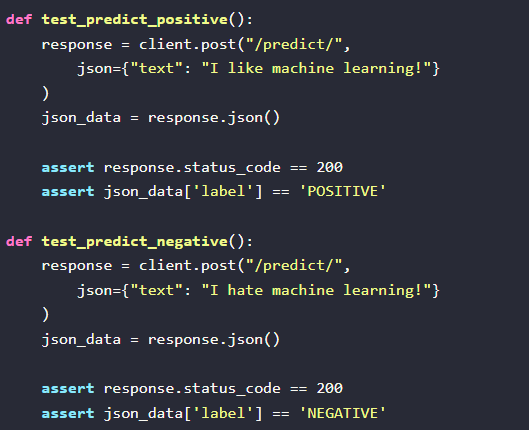 def test_predict_positive():
    response = client.post("/predict/",
        json={"text": "I like machine learning!"}
    )
    json_data = response.json()

    assert response.status_code == 200
    assert json_data['label'] == 'POSITIVE'

def test_predict_negative():
    response = client.post("/predict/",
        json={"text": "I hate machine learning!"}
    )
    json_data = response.json()

    assert response.status_code == 200
    assert json_data['label'] == 'NEGATIVE'